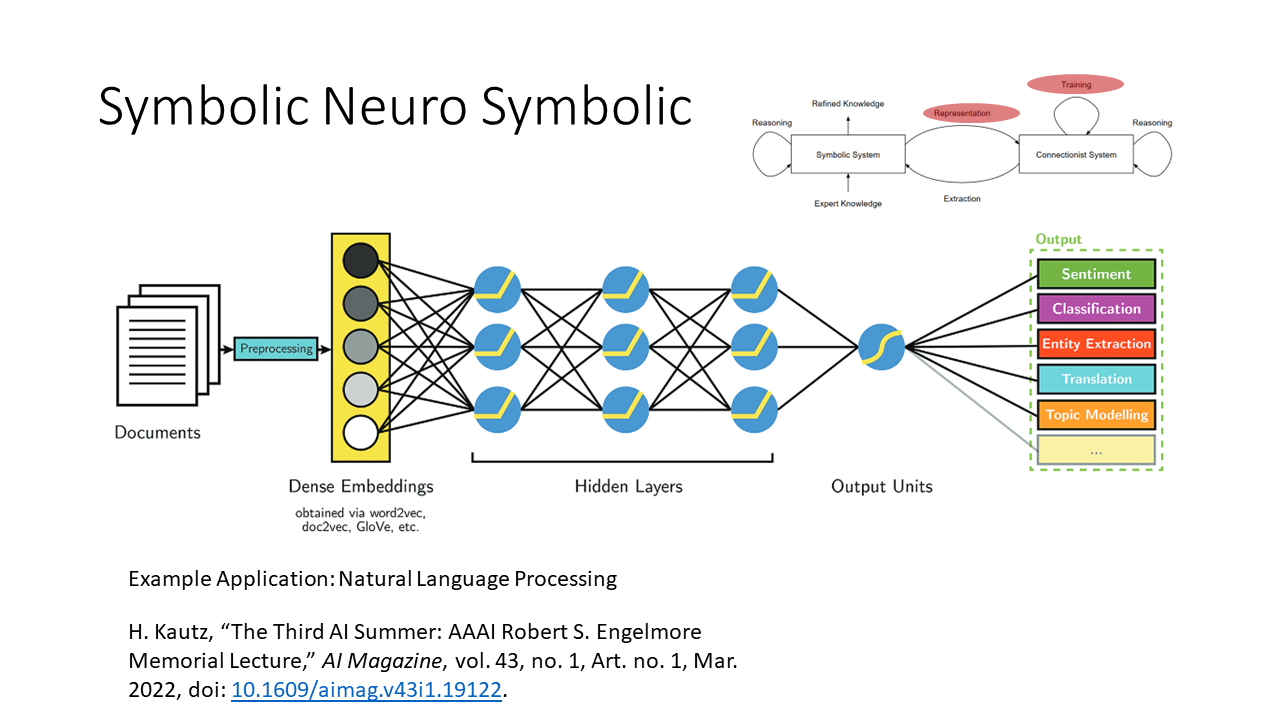 Symbolic Neuro Symbolic
Training
Refined Knowledge
Representation
Reasoning
Reasoning
Symbolic System
Connectionist System
Expert Knowledge
Extraction
Output
Sentiment
Classification
Entity Extraction
Translation
Topic Modelling
...
Preprocessing
Documents
Dense Embeddings
obtained via word2vec,
doc2vec, GloVe, etc.
Hidden Layers
Output Units
Example Application: Natural Language Processing
H. Kautz, “The Third AI Summer: AAAI Robert S. Engelmore
Memorial Lecture,” AI Magazine, vol. 43, no. 1, Art. no. 1, Mar.
2022, doi: 10.1609/aimag.v43i1.19122.